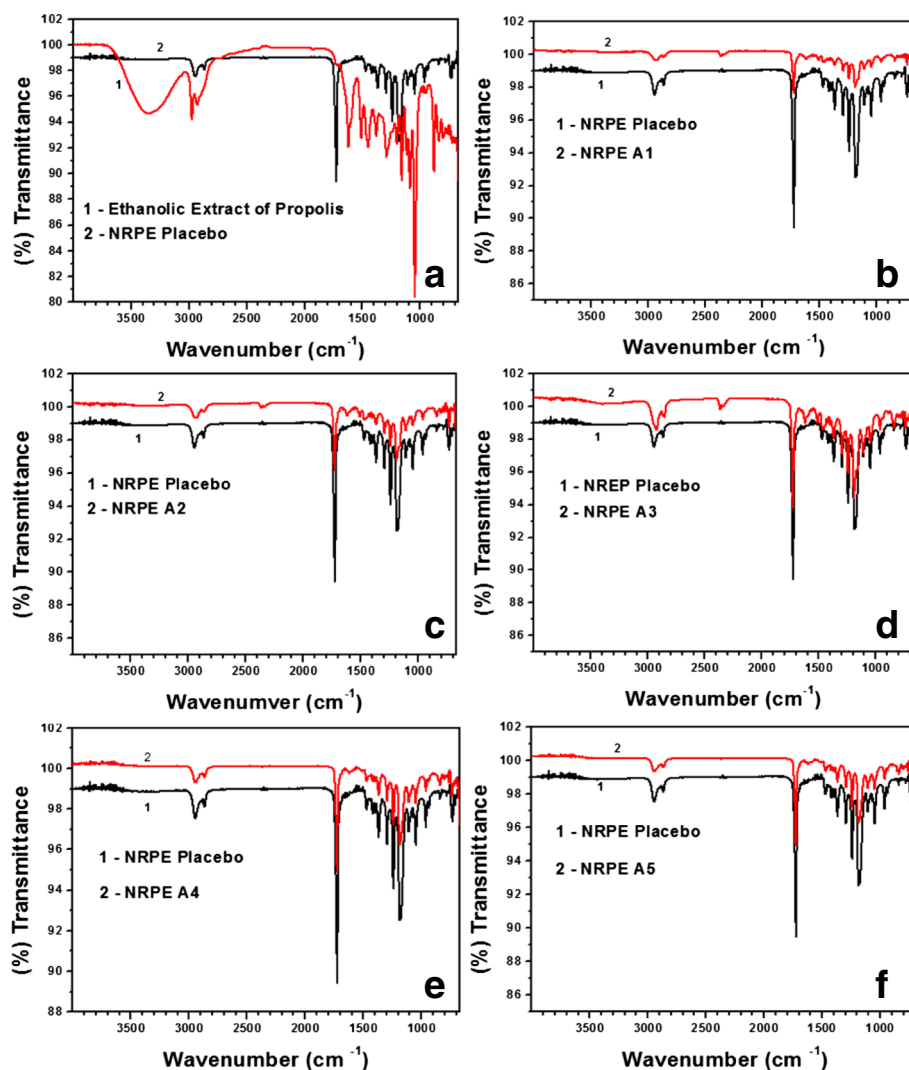 (%) Transmittance
102
100
98
96
94
92
90
88
86
84
82
80
2
1
1 - Ethanolic Extract of Propolis
2 - NRPE Placebo
a
3500 3000 2500 2000 1500 1000
Wavenumber (cm⁻¹)
(%) Transmittance
102
100
98
96
94
92
90
88
86
2
1
1 - NRPE Placebo
2 - NRPE A1
b
3500 3000 2500 2000 1500 1000
Wavenumber (cm⁻¹)
(%) Transmittance
102
100
98
96
94
92
90
88
86
2
1
1 - NRPE Placebo
2 - NRPE A2
c
3500 3000 2500 2000 1500 1000
Wavenumver (cm⁻¹)
(%) Transmittance
102
100
98
96
94
92
90
88
86
2
1
1 - NREP Placebo
2 - NRPE A3
d
3500 3000 2500 2000 1500 1000
Wavenumber (cm⁻¹)
(%) Transmittance
102
100
98
96
94
92
90
88
2
1
1 - NRPE Placebo
2 - NRPE A4
e
3500 3000 2500 2000 1500 1000
Wavenumber (cm⁻¹)
(%) Transmittance
102
100
98
96
94
92
90
88
86
2
1
1 - NRPE Placebo
2 - NRPE A5
f
3500 3000 2500 2000 1500 1000
Wavenumber (cm⁻¹)